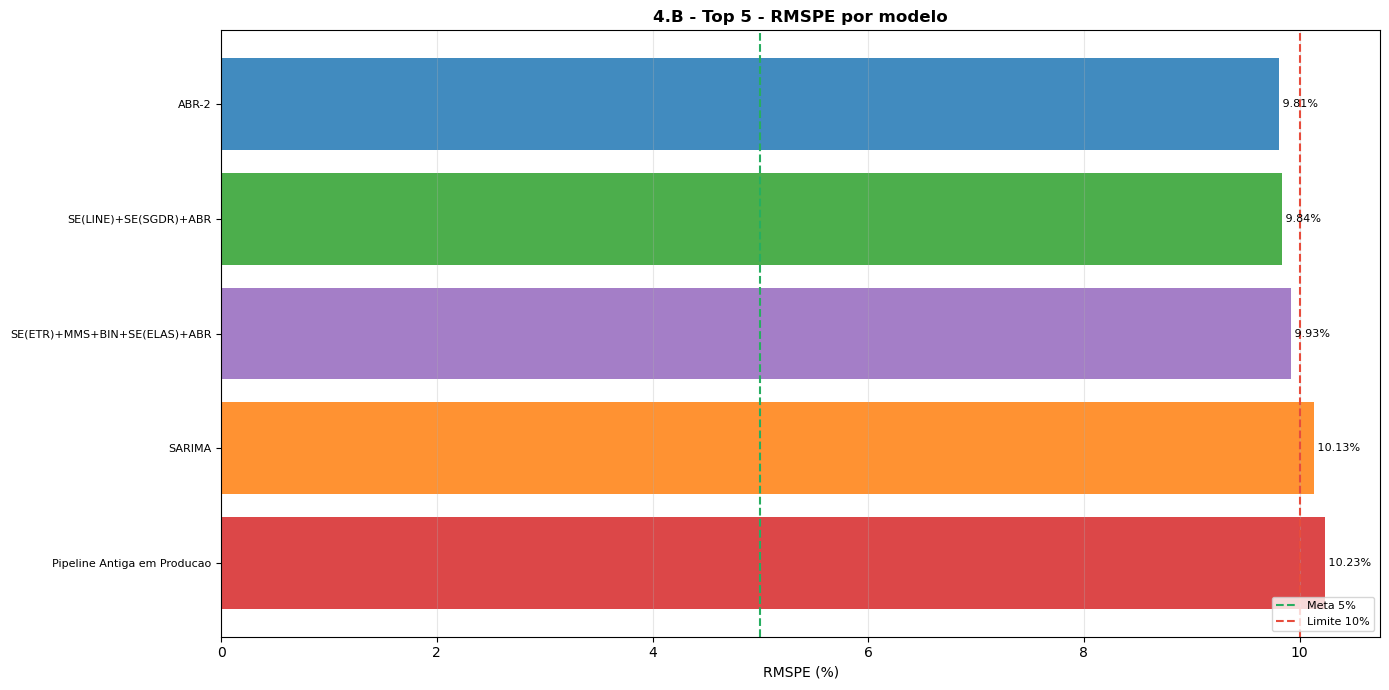 4.B - Top 5 - RMSPE por modelo
ABR-2
9.81%
SE(LINE)+SE(SGDR)+ABR
9.84%
SE(ETR)+MMS+BIN+SE(ELAS)+ABR
9.93%
SARIMA
10.13%
Pipeline Antiga em Producao
10.23%
Meta 5%
Limite 10%
0 2 4 6 8 10
RMSPE (%)